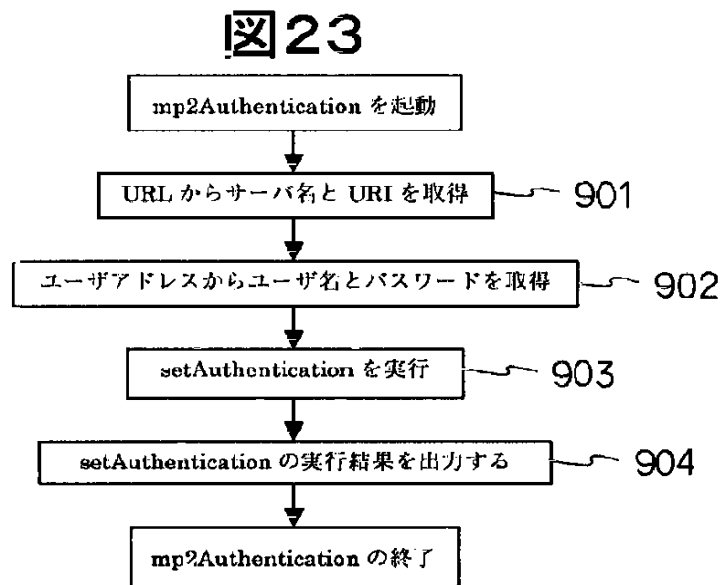 図23
mp2Authentication を起動
URL からサーバ名と URI を取得
901
ユーザアドレスからユーザ名とパスワードを取得
902
setAuthentication を実行
903
setAuthentication の実行結果を出力する
904
mp2Authentication の終了